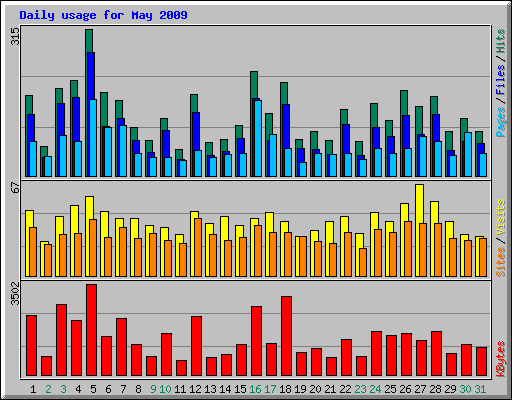 Daily usage for May 2009
315
Pages / Files / Hits
67
Sites / Visits
3502
KBytes
1 2 3 4 5 6 7 8 9 10 11 12 13 14 15 16 17 18 19 20 21 22 23 24 25 26 27 28 29 30 31